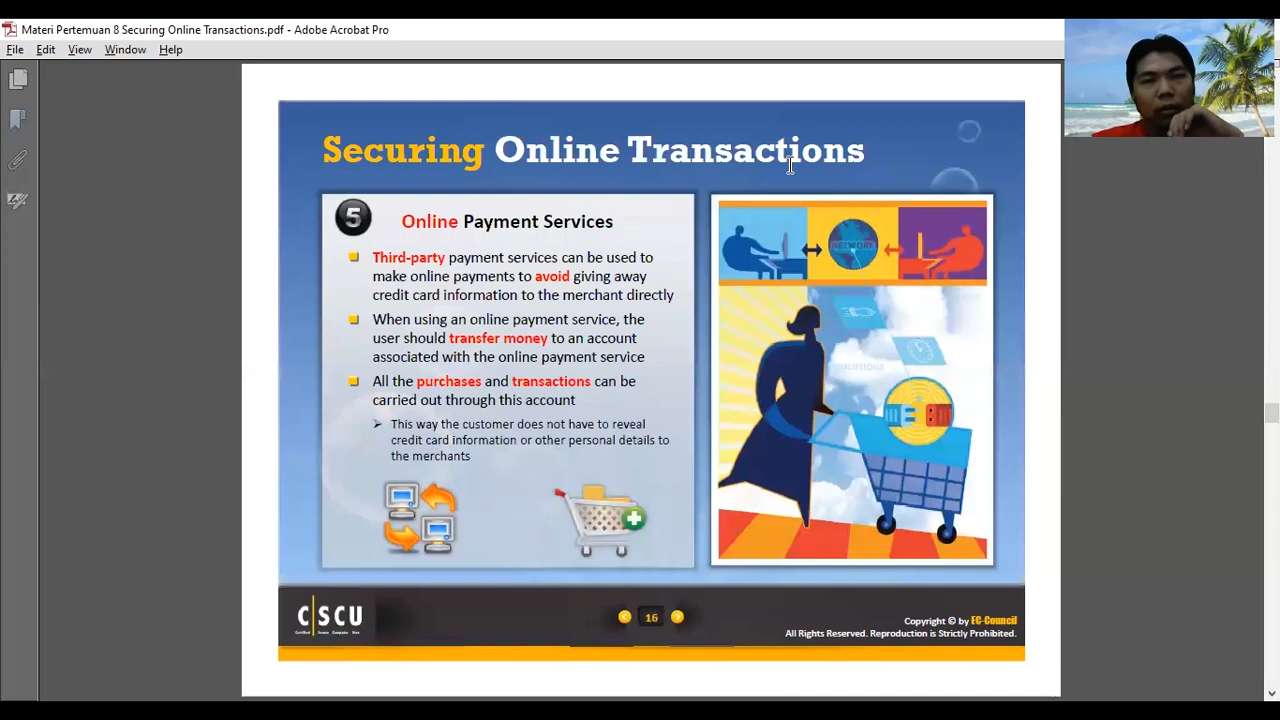 Materi Pertemuan 8 Securing Online Transactions.pdf - Adobe Acrobat Pro
File Edit View Window Help
Securing Online Transactions
5
Online Payment Services
Third-party payment services can be used to
make online payments to avoid giving away
credit card information to the merchant directly
When using an online payment service, the
user should transfer money to an account
associated with the online payment service
All the purchases and transactions can be
carried out through this account
This way the customer does not have to reveal
credit card information or other personal details to
the merchants
NETWORK
CSCU
Certified Secure Computer User
16
Copyright © by EC-Council
All Rights Reserved. Reproduction is Strictly Prohibited.